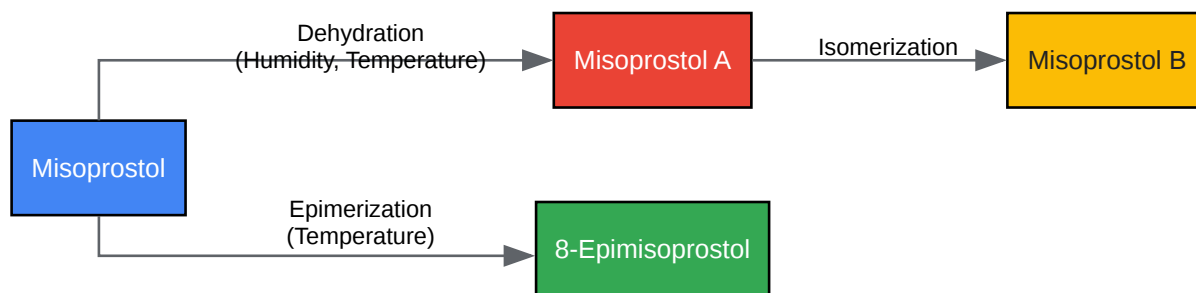 Dehydration
(Humidity, Temperature)
Misoprostol A
Isomerization
Misoprostol B
Misoprostol
Epimerization
(Temperature)
8-Epimisoprostol